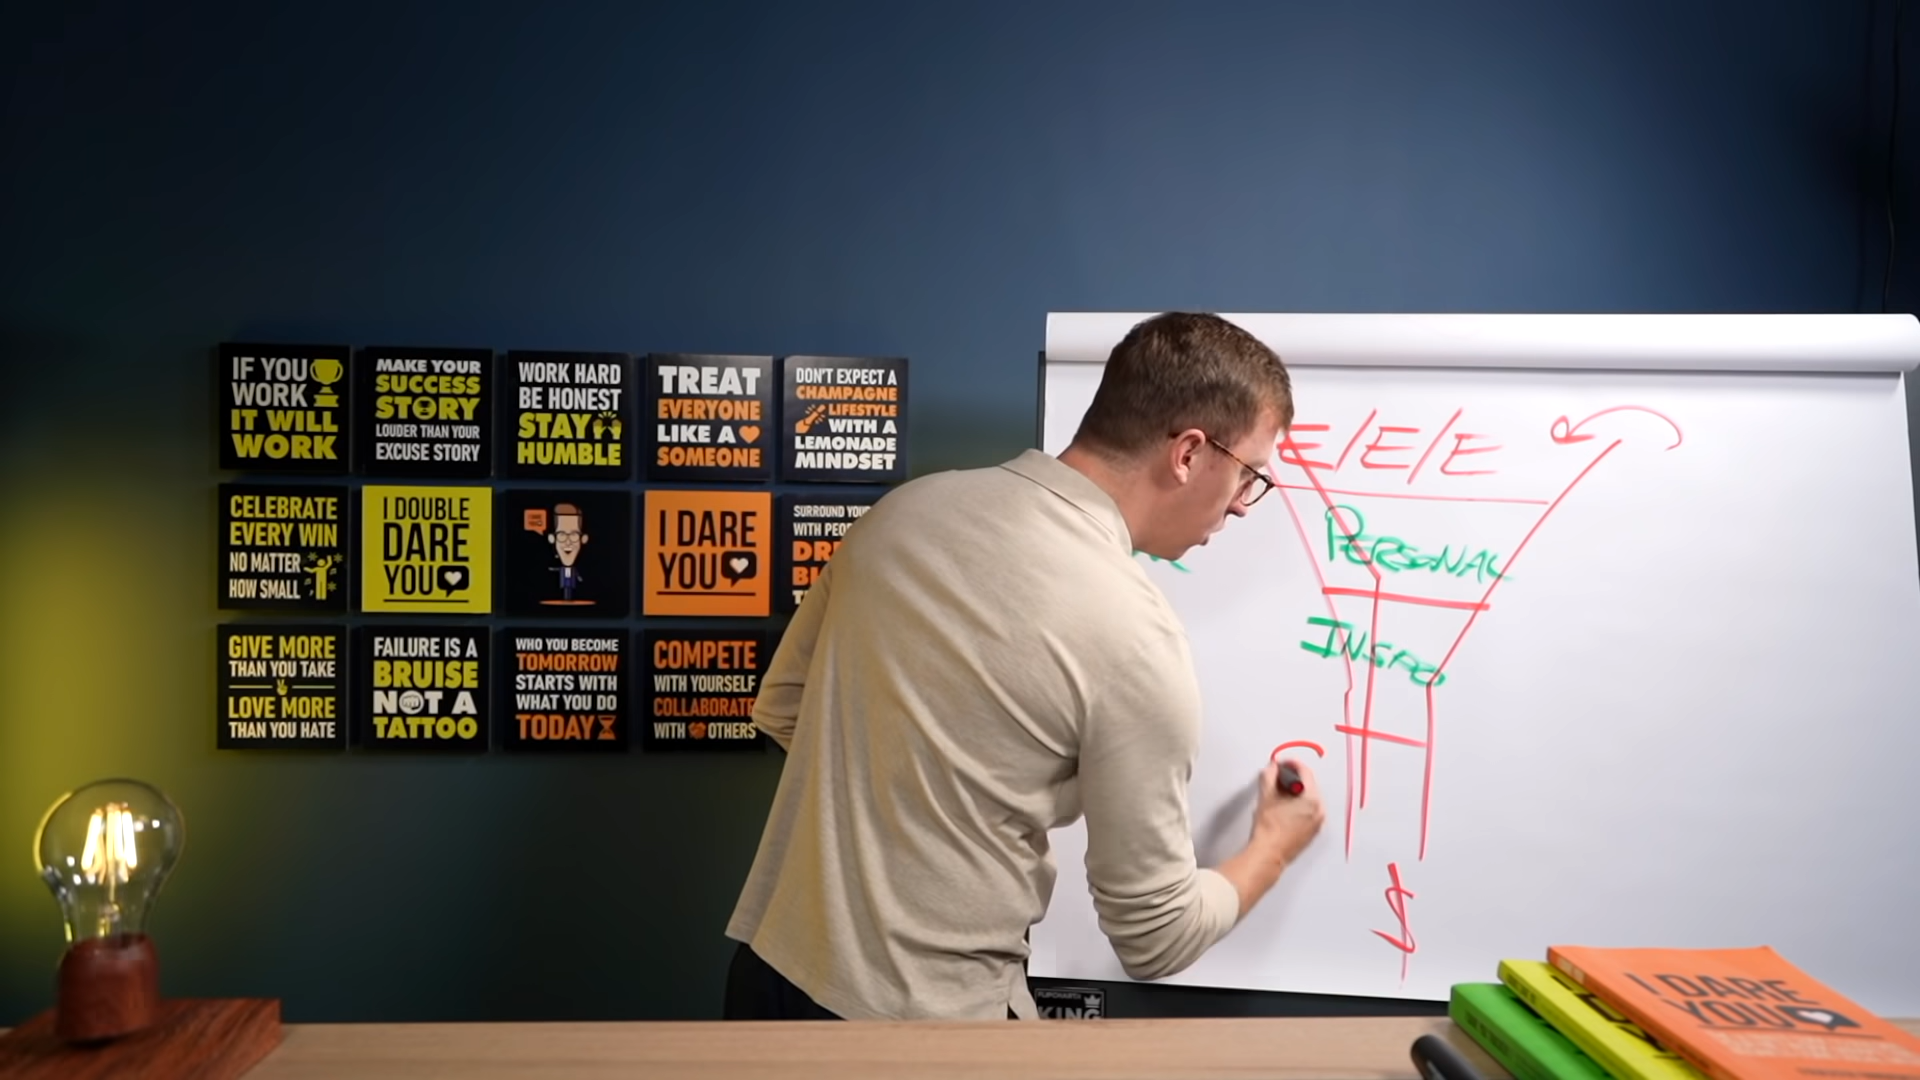 IF YOU
WORK
IT WILL
WORK
MAKE YOUR
SUCCESS
STORY
LOUDER THAN YOUR
EXCUSE STORY
WORK HARD
BE HONEST
STAY
HUMBLE
TREAT
EVERYONE
LIKE A
SOMEONE
DON'T EXPECT A
CHAMPAGNE
LIFESTYLE
WITH A
LEMONADE
MINDSET
CELEBRATE
EVERY WIN
NO MATTER
HOW SMALL
I DOUBLE
DARE
YOU
I DARE
YOU
SURROUND
WITH
GIVE MORE
THAN YOU TAKE
LOVE MORE
THAN YOU HATE
FAILURE IS A
BRUISE
NOT A
TATTOO
WHO YOU BECOME
TOMORROW
STARTS WITH
WHAT YOU DO
TODAY
COMPETE
WITH YOURSELF
COLLABORATE
WITH OTHERS
E/E/E
PERSONAL
INSPO
$
KING
I DARE
YOU